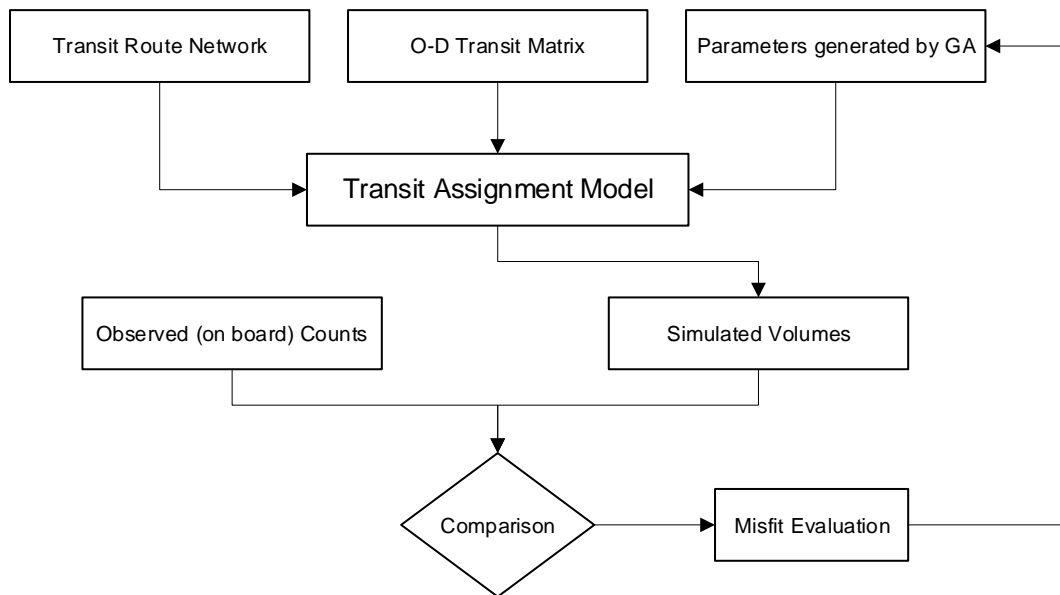 Transit Route Network
O-D Transit Matrix
Parameters generated by GA
Transit Assignment Model
Observed (on board) Counts
Simulated Volumes
Comparison
Misfit Evaluation